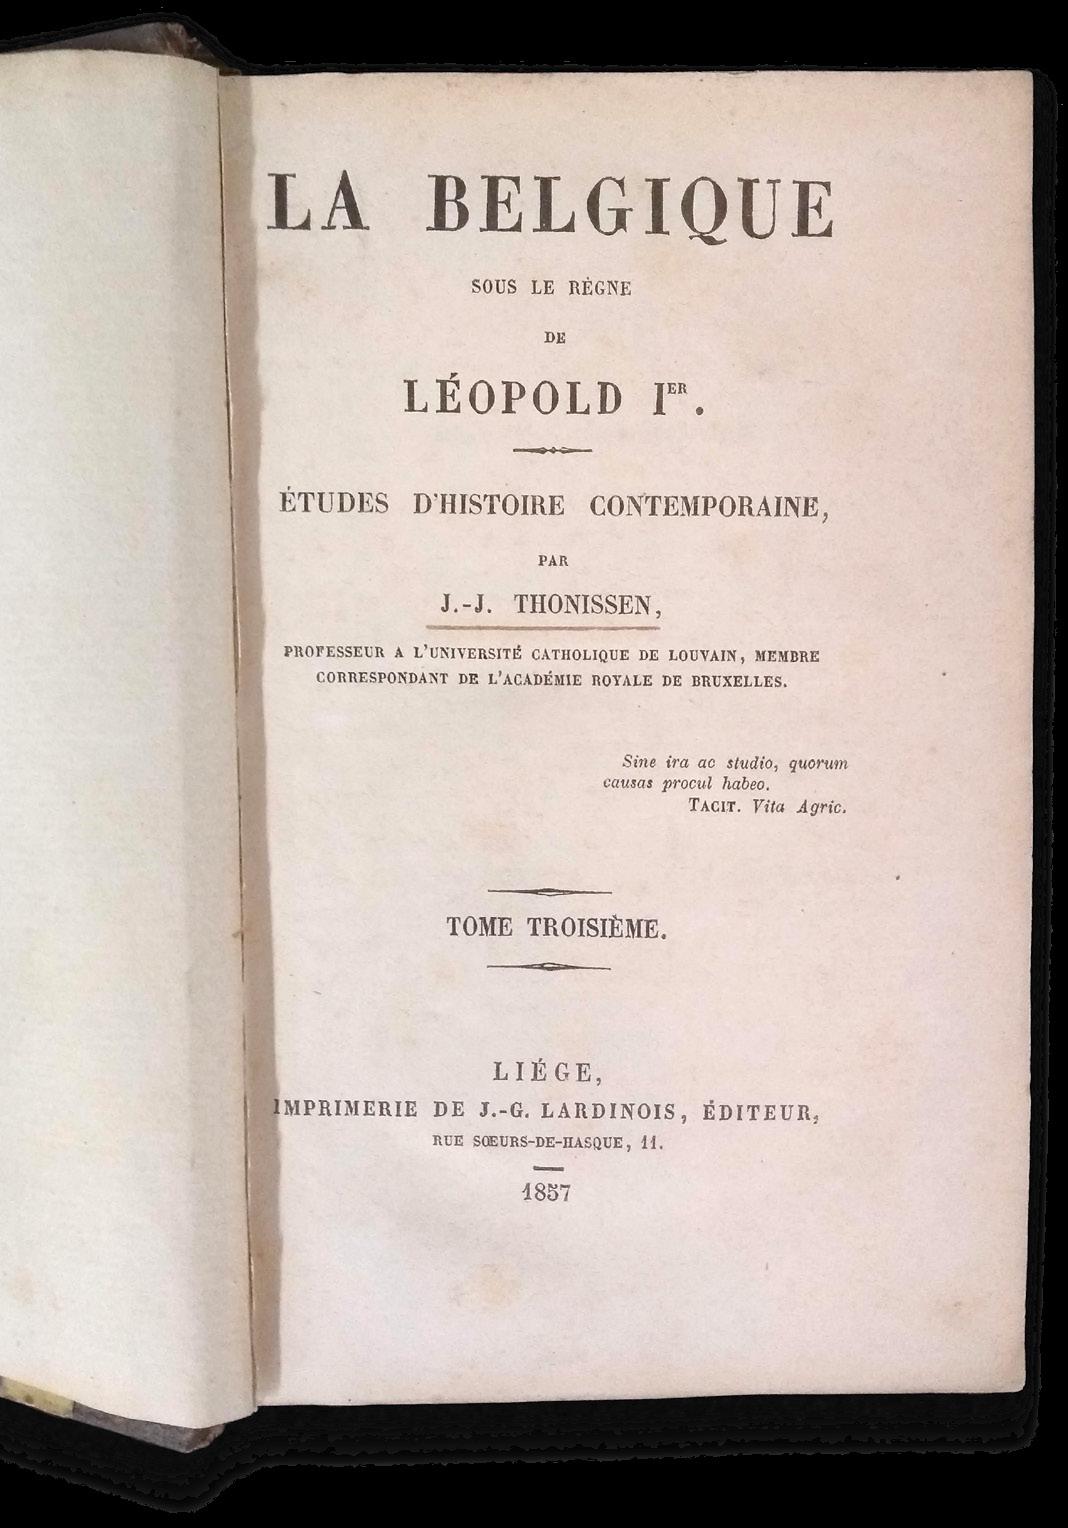 LA BELGIQUE
SOUS LE RÈGNE
DE
LÉOPOLD IER.
ÉTUDES D'HISTOIRE CONTEMPORAINE,
PAR
J.-J. THONISSEN,
PROFESSEUR A L'UNIVERSITÉ CATHOLIQUE DE LOUVAIN, MEMBRE
CORRESPONDANT DE L'ACADÉMIE ROYALE DE BRUXELLES.
Sine ira ac studio, quorum
causas procul habeo.
TACIT. Vita Agric.
TOME TROISIÈME.
LIÉGE,
IMPRIMERIE DE J.-G. LARDINOIS, ÉDITEUR,
RUE SŒURS-DE-HASQUE, 11.
1857